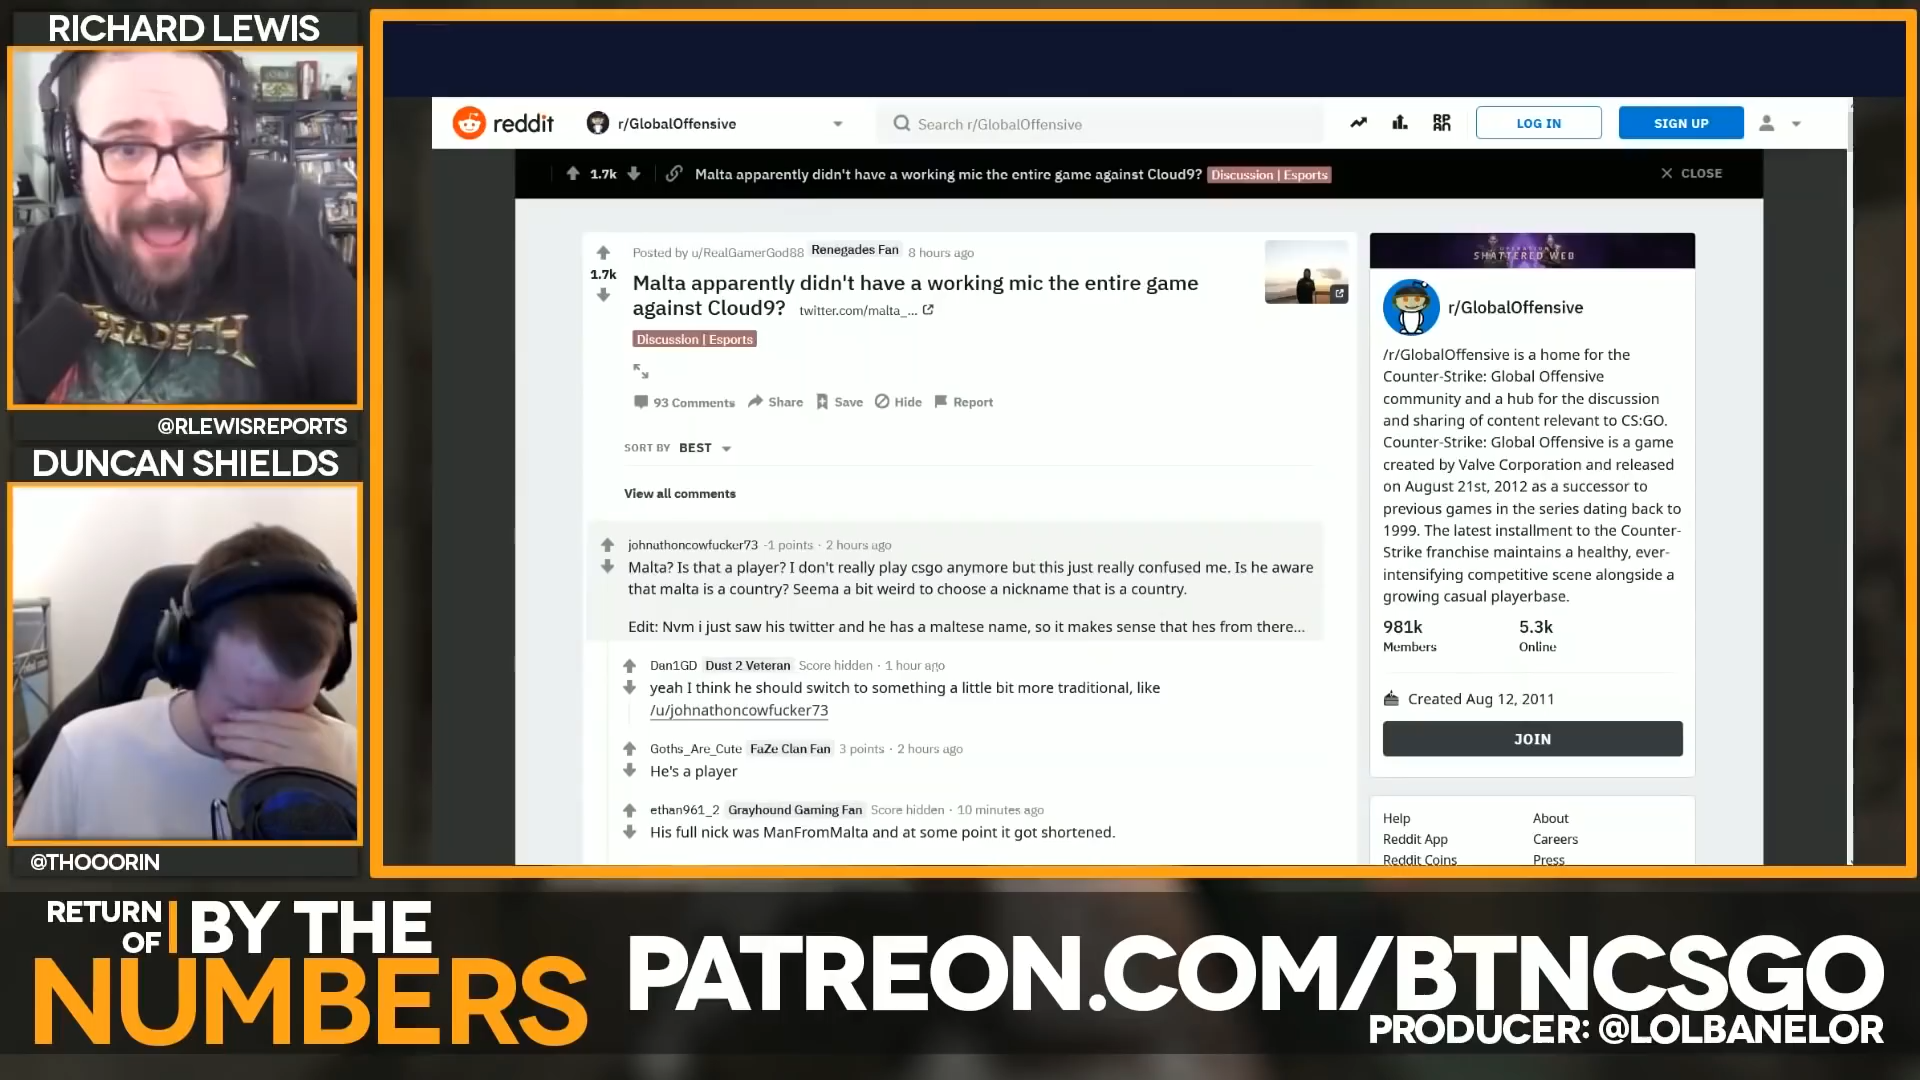 RICHARD LEWIS
@RLEWISREPORTS
DUNCAN SHIELDS
@THOOORIN
reddit
r/GlobalOffensive
Search r/GlobalOffensive
LOG IN
SIGN UP
1.7k
Malta apparently didn't have a working mic the entire game against Cloud9? Discussion | Esports
CLOSE
Posted by u/RealGamerGod88 Renegades Fan 8 hours ago
1.7k
Malta apparently didn't have a working mic the entire game
against Cloud9? twitter.com/malta_...
Discussion | Esports
93 Comments Share Save Hide Report
SORT BY BEST
View all comments
johnathoncowfucker73 -1 points · 2 hours ago
Malta? Is that a player? I don't really play csgo anymore but this just really confused me. Is he aware
that malta is a country? Seema a bit weird to choose a nickname that is a country.
Edit: Nvm i just saw his twitter and he has a maltese name, so it makes sense that hes from there...
Dan1GD Dust 2 Veteran Score hidden · 1 hour ago
yeah I think he should switch to something a little bit more traditional, like
/u/johnathoncowfucker73
Goths_Are_Cute FaZe Clan Fan 3 points · 2 hours ago
He's a player
ethan961_2 Grayhound Gaming Fan Score hidden · 10 minutes ago
His full nick was ManFromMalta and at some point it got shortened.
OPERATION
SHATTERED WEB
r/GlobalOffensive
/r/GlobalOffensive is a home for the
Counter-Strike: Global Offensive
community and a hub for the discussion
and sharing of content relevant to CS:GO.
Counter-Strike: Global Offensive is a game
created by Valve Corporation and released
on August 21st, 2012 as a successor to
previous games in the series dating back to
1999. The latest installment to the Counter-
Strike franchise maintains a healthy, ever-
intensifying competitive scene alongside a
growing casual playerbase.
981k 5.3k
Members Online
Created Aug 12, 2011
JOIN
Help About
Reddit App Careers
Reddit Coins Press
RETURN
OF
BY THE
NUMBERS
PATREON.COM/BTNCSGO
PRODUCER: @LOLBANELOR